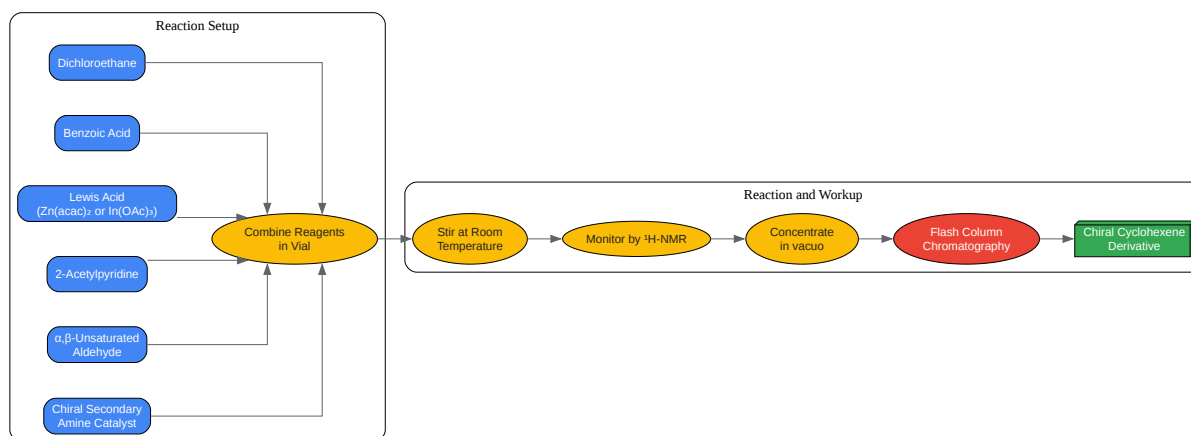 Reaction Setup
Dichloroethane
Benzoic Acid
Lewis Acid
(Zn(acac)₂ or In(OAc)₃)
2-Acetylpyridine
α,β-Unsaturated
Aldehyde
Chiral Secondary
Amine Catalyst
Combine Reagents
in Vial
Reaction and Workup
Stir at Room
Temperature
Monitor by ¹H-NMR
Concentrate
in vacuo
Flash Column
Chromatography
Chiral Cyclohexene
Derivative